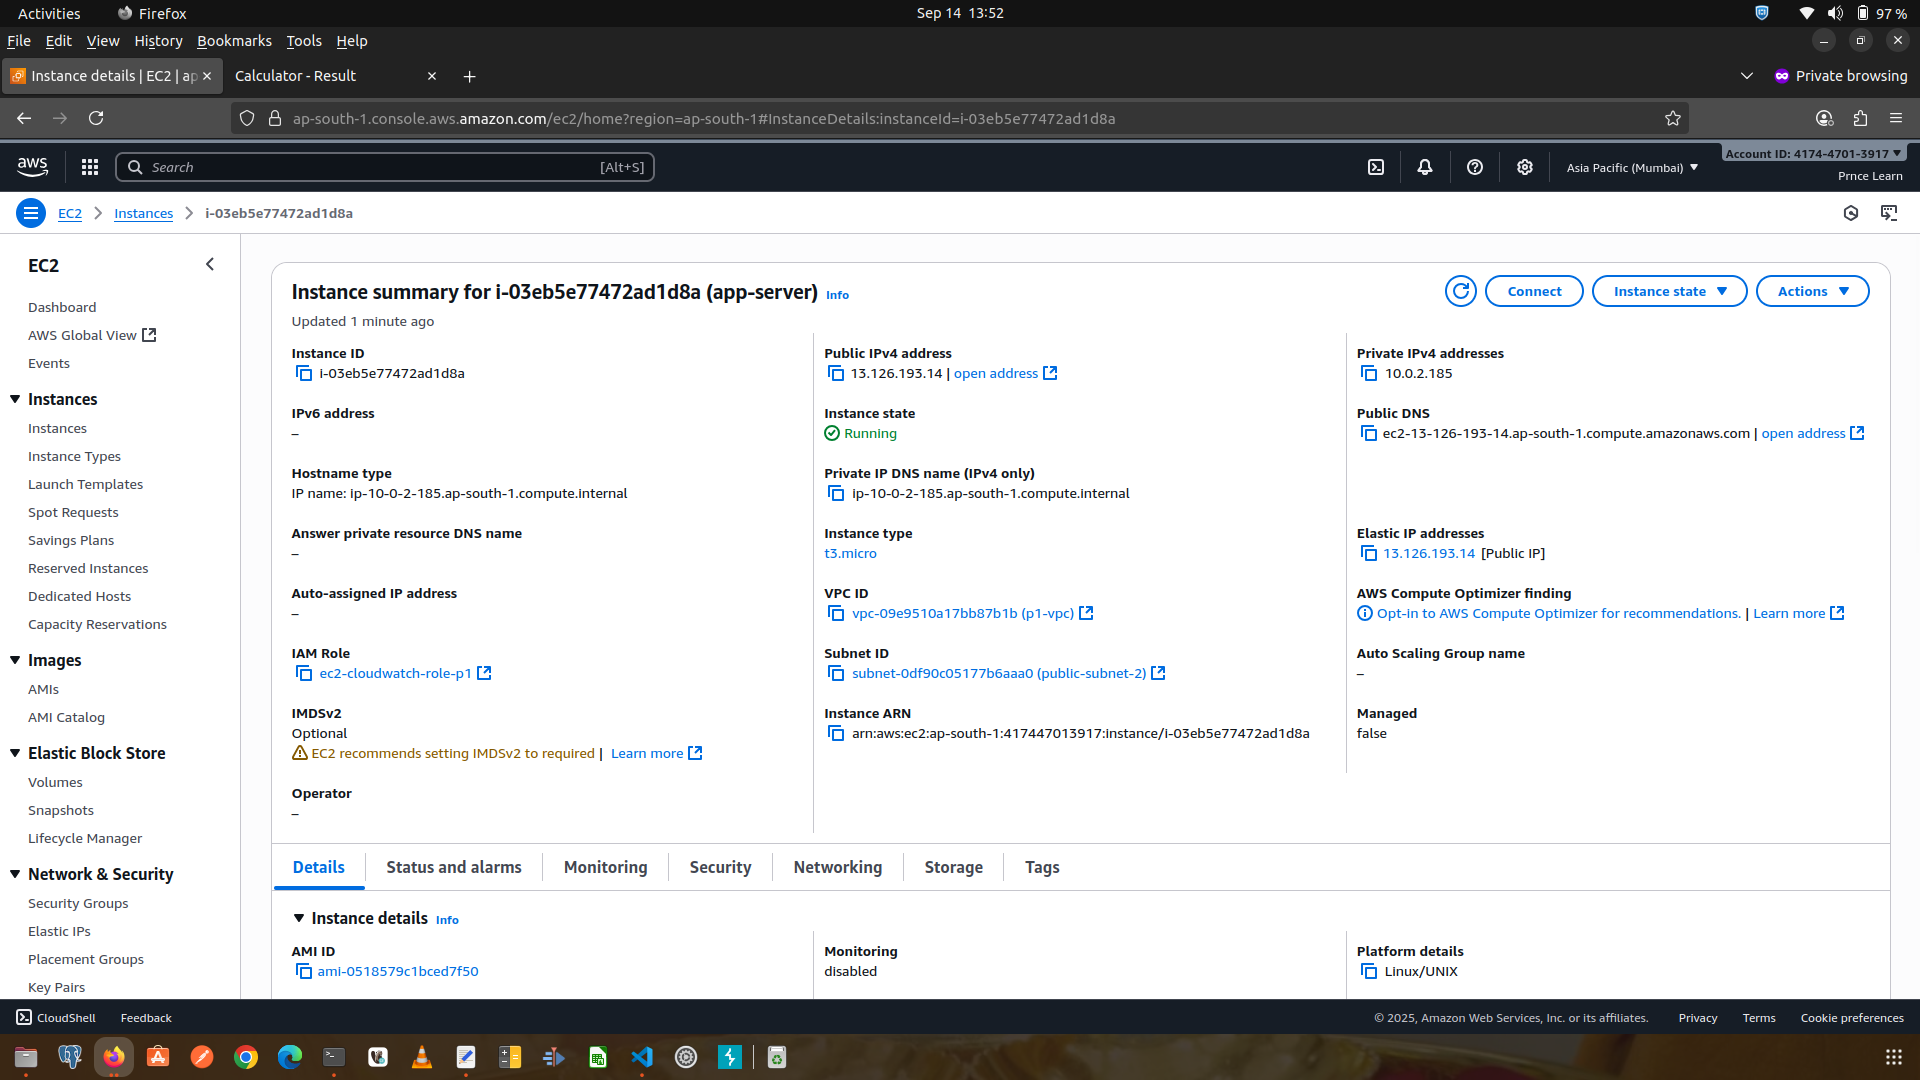 Activities Firefox Sep 14 13:52 97 %
File Edit View History Bookmarks Tools Help
Instance details | EC2 | ap Calculator - Result Private browsing
ap-south-1.console.aws.amazon.com/ec2/home?region=ap-south-1#InstanceDetails:instanceId=i-03eb5e77472ad1d8a
aws Search [Alt+S] Asia Pacific (Mumbai) Account ID: 4174-4701-3917
Prnce Learn
EC2 Instances i-03eb5e77472ad1d8a
EC2
Dashboard
AWS Global View
Events
Instances
Instances
Instance Types
Launch Templates
Spot Requests
Savings Plans
Reserved Instances
Dedicated Hosts
Capacity Reservations
Images
AMIs
AMI Catalog
Elastic Block Store
Volumes
Snapshots
Lifecycle Manager
Network & Security
Security Groups
Elastic IPs
Placement Groups
Key Pairs
Instance summary for i-03eb5e77472ad1d8a (app-server) Info
Connect Instance state Actions
Updated 1 minute ago
Instance ID
i-03eb5e77472ad1d8a
Public IPv4 address
13.126.193.14 | open address
Private IPv4 addresses
10.0.2.185
IPv6 address
–
Instance state
Running
Public DNS
ec2-13-126-193-14.ap-south-1.compute.amazonaws.com | open address
Hostname type
IP name: ip-10-0-2-185.ap-south-1.compute.internal
Private IP DNS name (IPv4 only)
ip-10-0-2-185.ap-south-1.compute.internal
Answer private resource DNS name
–
Instance type
t3.micro
Elastic IP addresses
13.126.193.14 [Public IP]
Auto-assigned IP address
–
VPC ID
vpc-09e9510a17bb87b1b (p1-vpc)
AWS Compute Optimizer finding
Opt-in to AWS Compute Optimizer for recommendations. | Learn more
IAM Role
ec2-cloudwatch-role-p1
Subnet ID
subnet-0df90c05177b6aaa0 (public-subnet-2)
Auto Scaling Group name
–
IMDSv2
Optional
EC2 recommends setting IMDSv2 to required | Learn more
Instance ARN
arn:aws:ec2:ap-south-1:417447013917:instance/i-03eb5e77472ad1d8a
Managed
false
Operator
–
Details Status and alarms Monitoring Security Networking Storage Tags
Instance details Info
AMI ID
ami-0518579c1bced7f50
Monitoring
disabled
Platform details
Linux/UNIX
CloudShell Feedback © 2025, Amazon Web Services, Inc. or its affiliates. Privacy Terms Cookie preferences